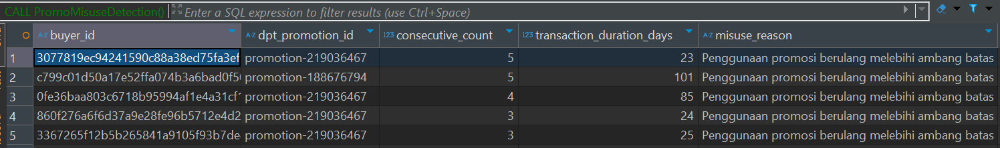 CALL PromoMisuseDetection() Enter a SQL expression to filter results (use Ctrl+Space)
A-Z buyer_id A-Z dpt_promotion_id 123 consecutive_count 123 transaction_duration_days A-Z misuse_reason
1 3077819ec94241590c88a38ed75fa3ef promotion-219036467 5 23 Penggunaan promosi berulang melebihi ambang batas
2 c799c01d50a17e52ffa074b3a6bad0f5 promotion-188676794 5 101 Penggunaan promosi berulang melebihi ambang batas
3 0fe36baa803c6718b95994af1e4a31cf promotion-219036467 4 85 Penggunaan promosi berulang melebihi ambang batas
4 860f276a6f6d37a9e28fe96b5712e4d2 promotion-219036467 3 24 Penggunaan promosi berulang melebihi ambang batas
5 3367265f12b5b265841a9105f93b7de promotion-219036467 3 25 Penggunaan promosi berulang melebihi ambang batas